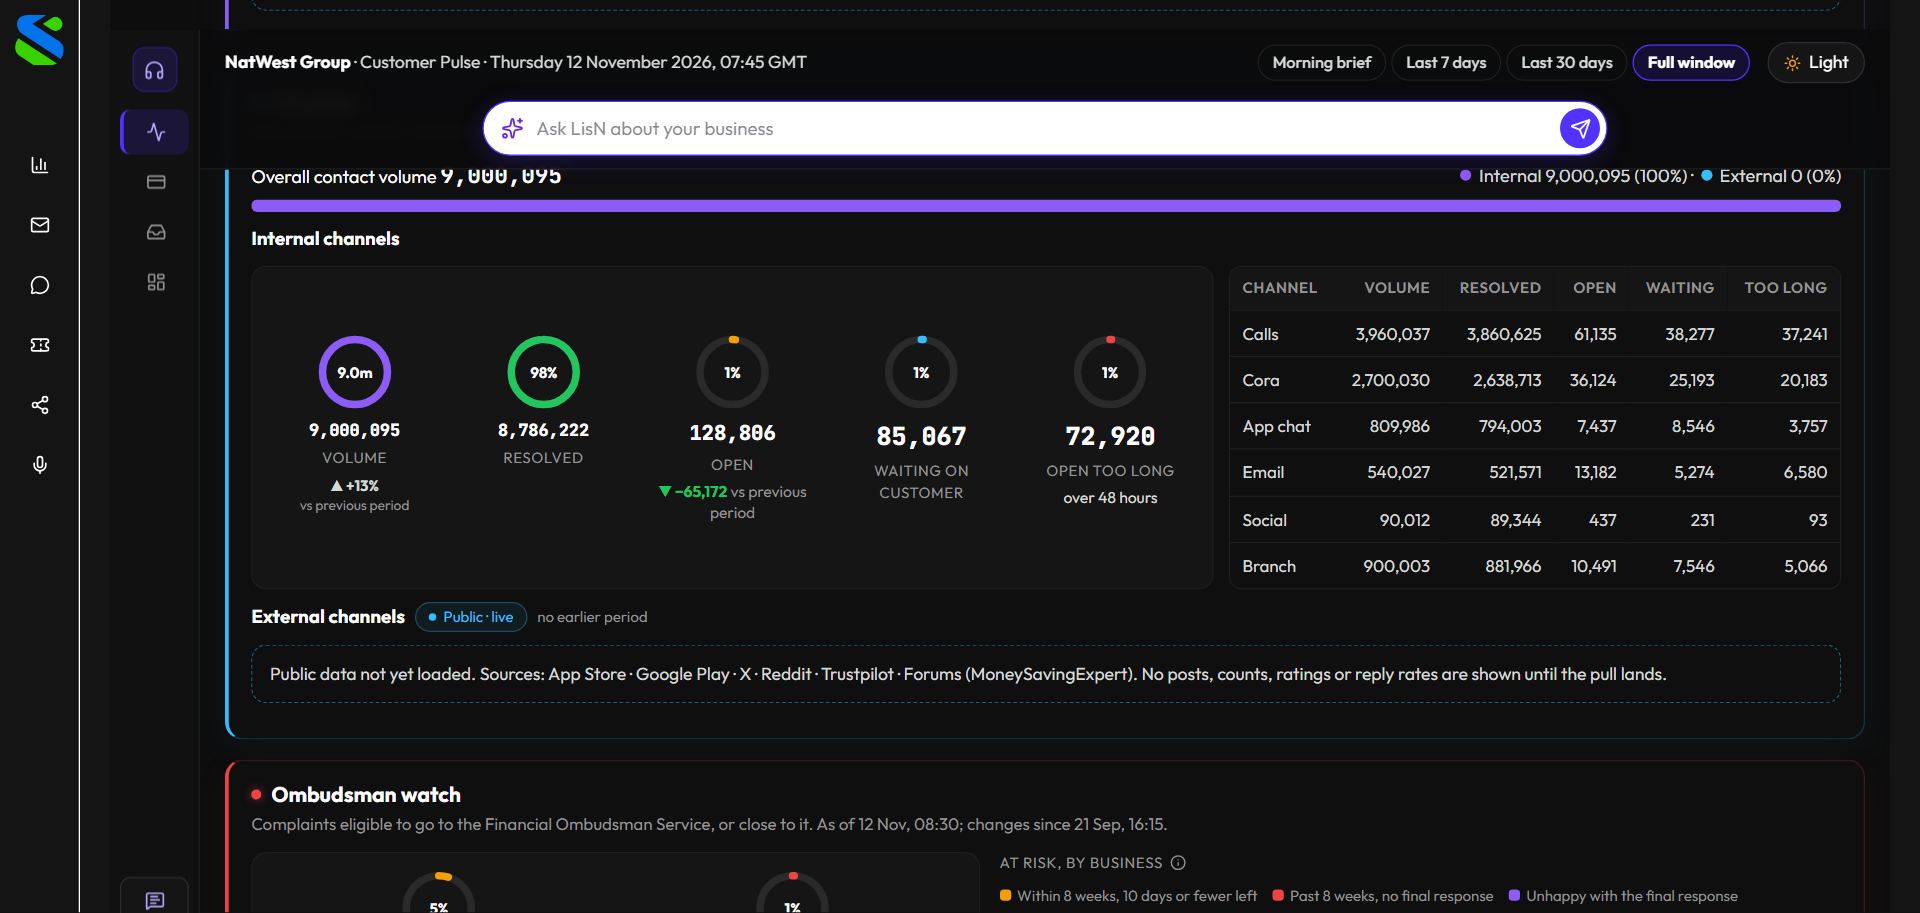 NatWest Group · Customer Pulse · Thursday 12 November 2026, 07:45 GMT
Morning brief
Last 7 days
Last 30 days
Full window
Light
Ask LisN about your business
Overall contact volume 9,000,095
Internal 9,000,095 (100%) · External 0 (0%)
Internal channels
9.0m
9,000,095
VOLUME
▲ +13%
vs previous period
98%
8,786,222
RESOLVED
1%
128,806
OPEN
▼ −65,172 vs previous
period
1%
85,067
WAITING ON
CUSTOMER
1%
72,920
OPEN TOO LONG
over 48 hours
CHANNEL VOLUME RESOLVED OPEN WAITING TOO LONG
Calls 3,960,037 3,860,625 61,135 38,277 37,241
Cora 2,700,030 2,638,713 36,124 25,193 20,183
App chat 809,986 794,003 7,437 8,546 3,757
Email 540,027 521,571 13,182 5,274 6,580
Social 90,012 89,344 437 231 93
Branch 900,003 881,966 10,491 7,546 5,066
External channels
Public · live
no earlier period
Public data not yet loaded. Sources: App Store · Google Play · X · Reddit · Trustpilot · Forums (MoneySavingExpert). No posts, counts, ratings or reply rates are shown until the pull lands.
Ombudsman watch
Complaints eligible to go to the Financial Ombudsman Service, or close to it. As of 12 Nov, 08:30; changes since 21 Sep, 16:15.
5%
1%
AT RISK, BY BUSINESS
Within 8 weeks, 10 days or fewer left
Past 8 weeks, no final response
Unhappy with the final response